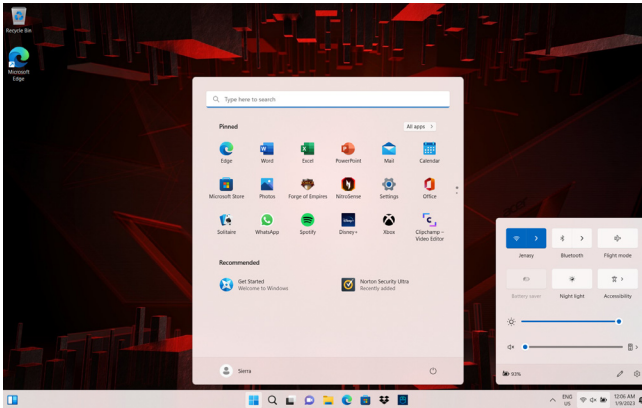 Recycle Bin
Microsoft
Edge
Type here to search
Pinned
All apps
Edge
Word
Excel
PowerPoint
Mail
Calendar
Microsoft Store
Photos
Forge of Empires
NitroSense
Settings
Office
Solitaire
WhatsApp
Spotify
Disney+
Xbox
Clipchamp –
Video Editor
Recommended
Get Started
Welcome to Windows
Norton Security Ultra
Recently added
Sierra
Jenasy
Bluetooth
Flight mode
Battery saver
Night light
Accessibility
93%
ENG
US
12:06 AM
1/9/2023